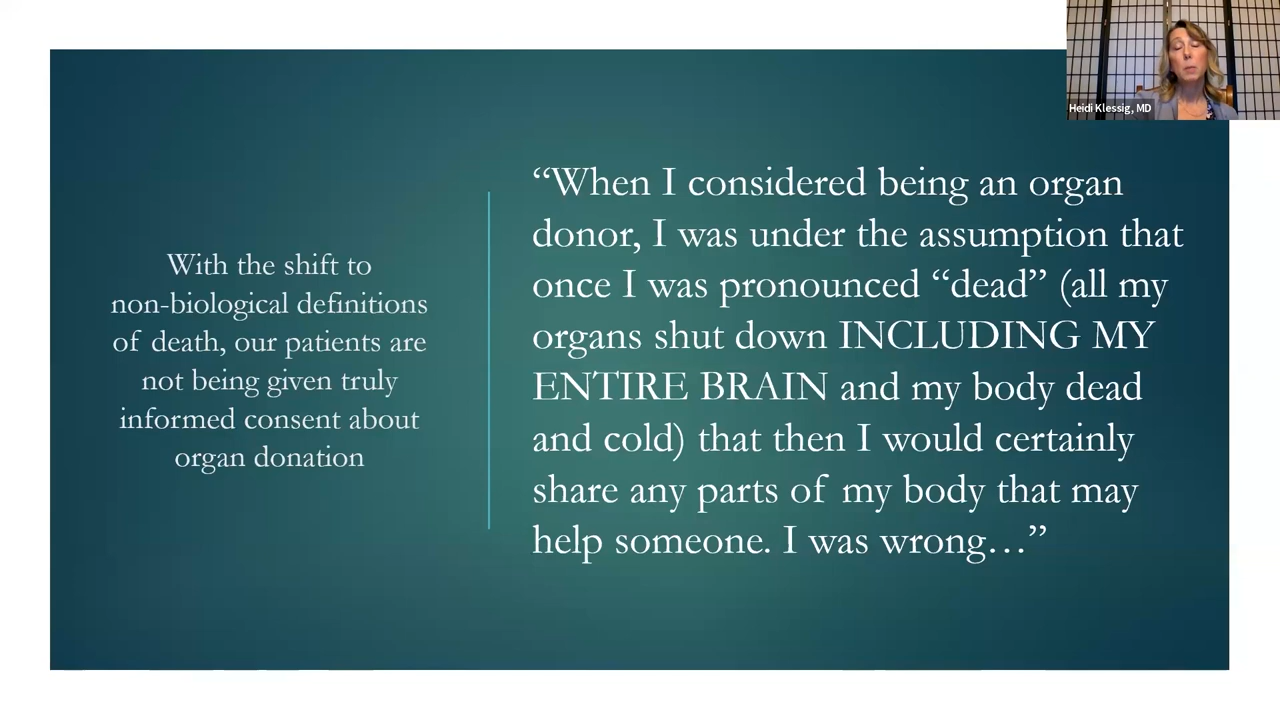 Heidi Klessig, MD
With the shift to
non-biological definitions
of death, our patients are
not being given truly
informed consent about
organ donation
“When I considered being an organ
donor, I was under the assumption that
once I was pronounced “dead” (all my
organs shut down INCLUDING MY
ENTIRE BRAIN and my body dead
and cold) that then I would certainly
share any parts of my body that may
help someone. I was wrong…”